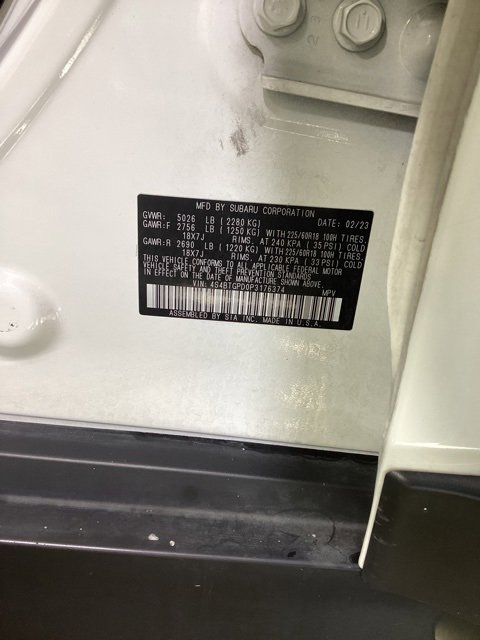 MFD BY SUBARU CORPORATION
GVWR: 5026 LB (2280 KG) DATE: 02/23
GAWR:F 2756 LB (1250 KG) WITH 225/60R18 100H TIRES.
18X7J RIMS. AT 240 KPA (35 PSI) COLD
GAWR:R 2690 LB (1220 KG) WITH 225/60R18 100H TIRES.
18X7J RIMS. AT 230 KPA (33 PSI) COLD
THIS VEHICLE CONFORMS TO ALL APPLICABLE FEDERAL MOTOR
VEHICLE SAFETY AND THEFT PREVENTION
STANDARDS IN EFFECT ON THE DATE OF MANUFACTURE SHOWN ABOVE.
VIN: 4S4BTGPD0P3176374 MPV
ASSEMBLED BY SIA INC. MADE IN U.S.A.